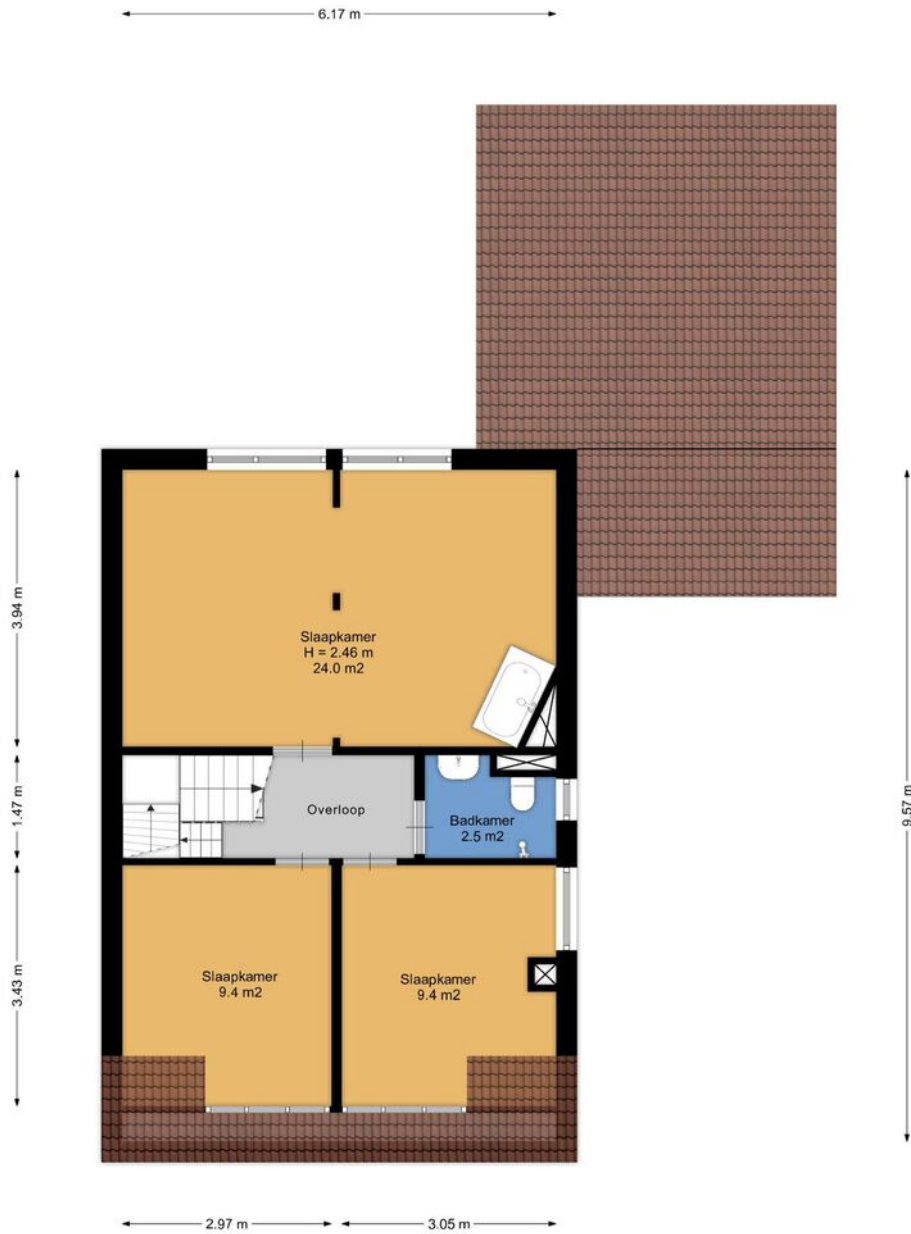 6.17 m
3.94 m
Slaapkamer
H = 2.46 m
24.0 m2
1.47 m
Overloop
Badkamer
2.5 m2
9.57 m
3.43 m
Slaapkamer
9.4 m2
Slaapkamer
9.4 m2
2.97 m
3.05 m